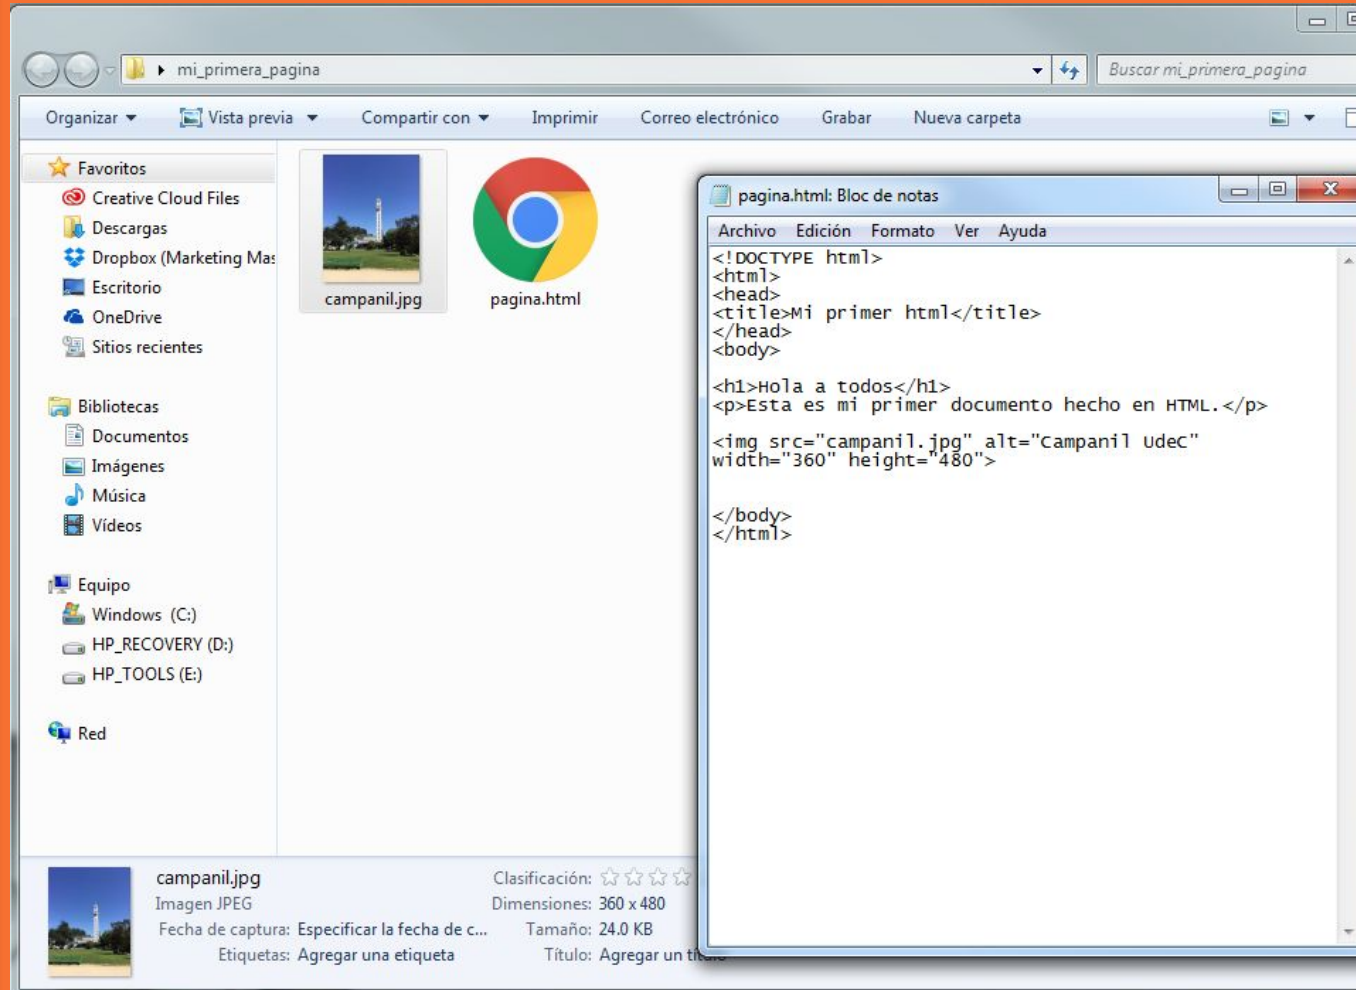 mi_primera_pagina
Buscar mi_primera_pagina
Organizar
Vista previa
Compartir con
Imprimir
Correo electrónico
Grabar
Nueva carpeta
Favoritos
Creative Cloud Files
Descargas
Dropbox (Marketing Mas
Escritorio
OneDrive
Sitios recientes
Bibliotecas
Documentos
Imágenes
Música
Vídeos
Equipo
Windows (C:)
HP_RECOVERY (D:)
HP_TOOLS (E:)
Red
campanil.jpg
pagina.html
pagina.html: Bloc de notas
Archivo Edición Formato Ver Ayuda
<!DOCTYPE html>
<html>
<head>
<title>Mi primer html</title>
</head>
<body>
<h1>Hola a todos</h1>
<p>Esta es mi primer documento hecho en HTML.</p>
<img src="campanil.jpg" alt="Campanil UdeC"
width="360" height="480">
</body>
</html>
campanil.jpg
Imagen JPEG
Fecha de captura: Especificar la fecha de c...
Etiquetas: Agregar una etiqueta
Clasificación:
Dimensiones: 360 x 480
Tamaño: 24.0 KB
Título: Agregar un título